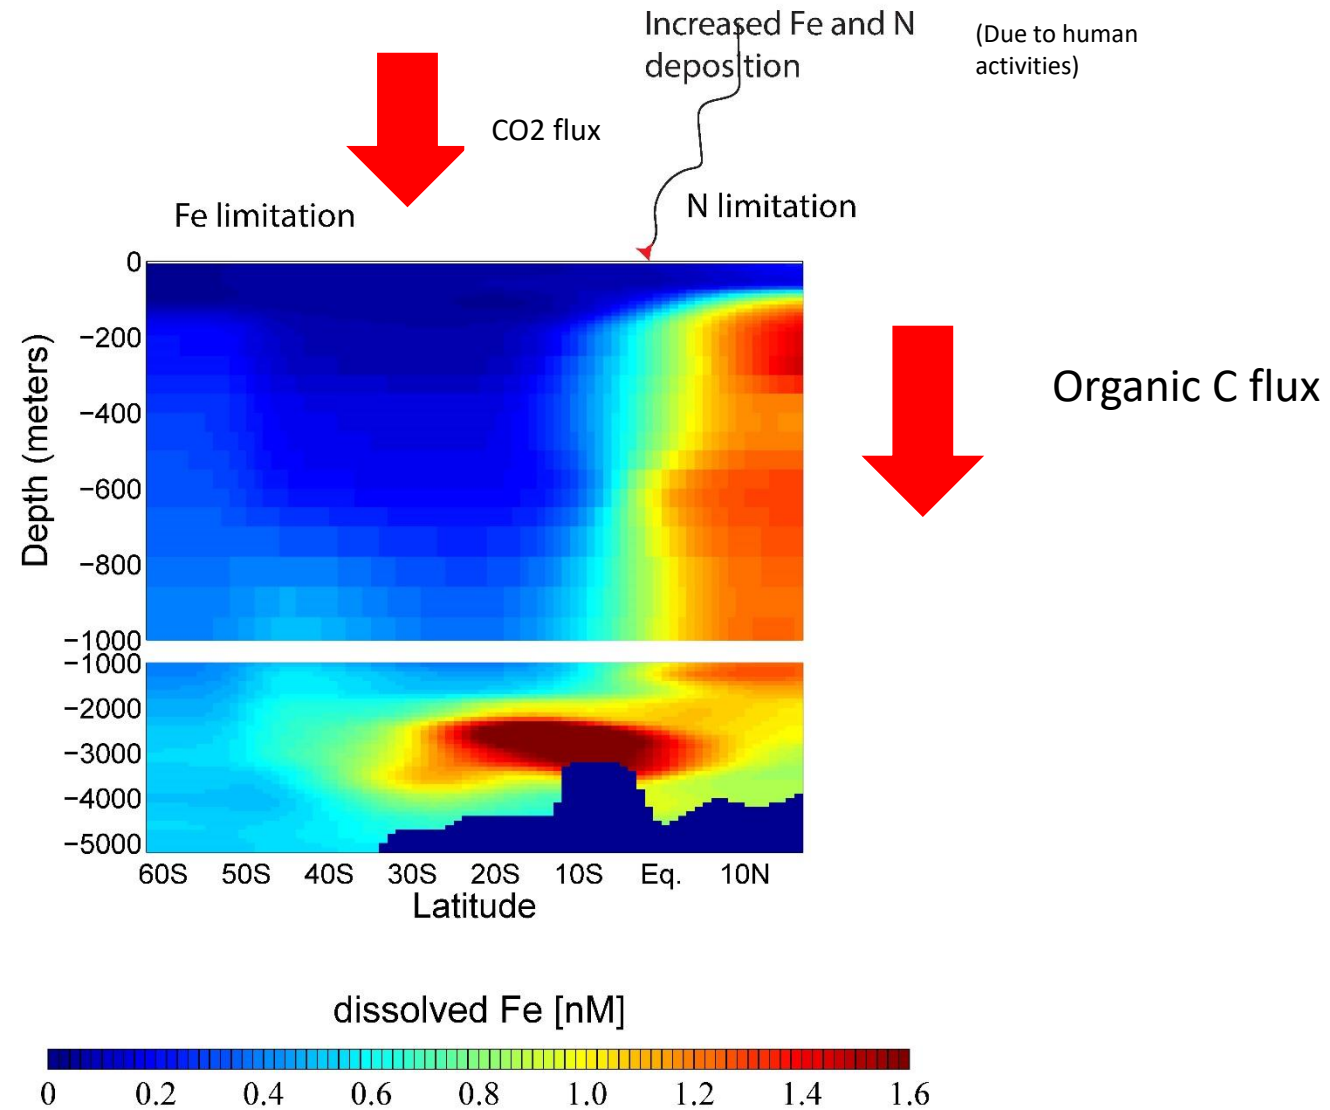 Increased Fe and N
deposition
(Due to human
activities)
CO2 flux
Fe limitation
N limitation
0
−200
−400
−600
−800
−1000
−1000
−2000
−3000
−4000
−5000
Depth (meters)
Organic C flux
60S 50S 40S 30S 20S 10S Eq. 10N
Latitude
dissolved Fe [nM]
0 0.2 0.4 0.6 0.8 1.0 1.2 1.4 1.6